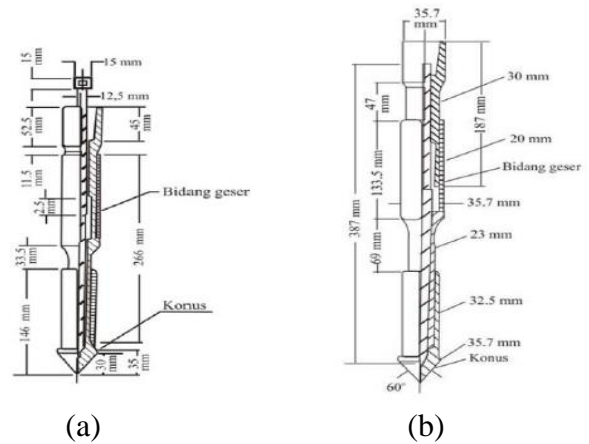 15 mm
15 mm
12,5 mm
52.5 mm
45 mm
11.5 mm
2.5 mm
Bidang geser
266 mm
33.5 mm
146 mm
Konus
30 mm
35 mm
(a)
35.7 mm
47 mm
30 mm
187 mm
20 mm
Bidang geser
133.5 mm
387 mm
35.7 mm
23 mm
69 mm
32.5 mm
35.7 mm
Konus
60°
(b)